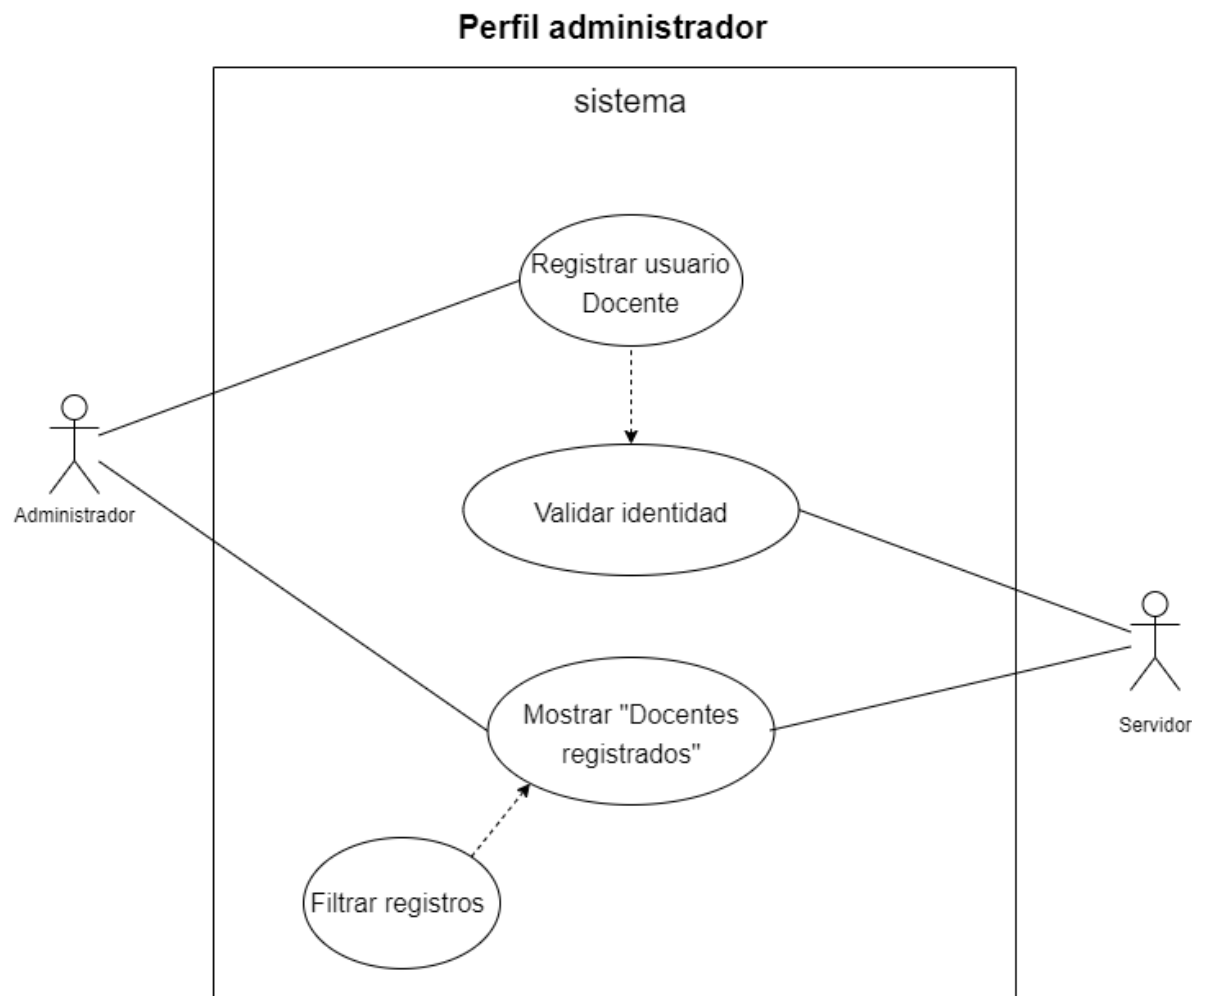 Perfil administrador
sistema
Registrar usuario
Docente
Administrador
Validar identidad
Mostrar "Docentes
registrados"
Servidor
Filtrar registros